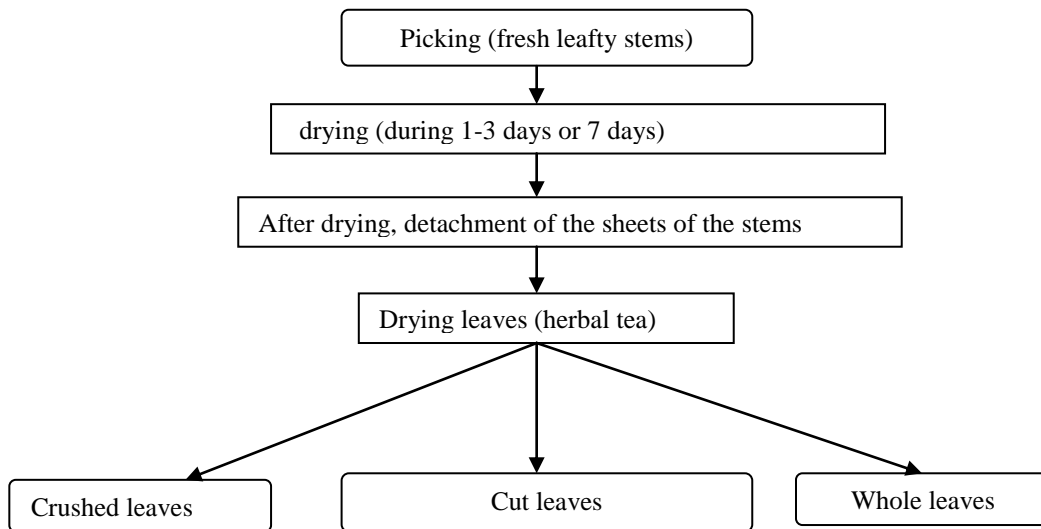 Picking (fresh leafty stems)
drying (during 1-3 days or 7 days)
After drying, detachment of the sheets of the stems
Drying leaves (herbal tea)
Crushed leaves
Cut leaves
Whole leaves